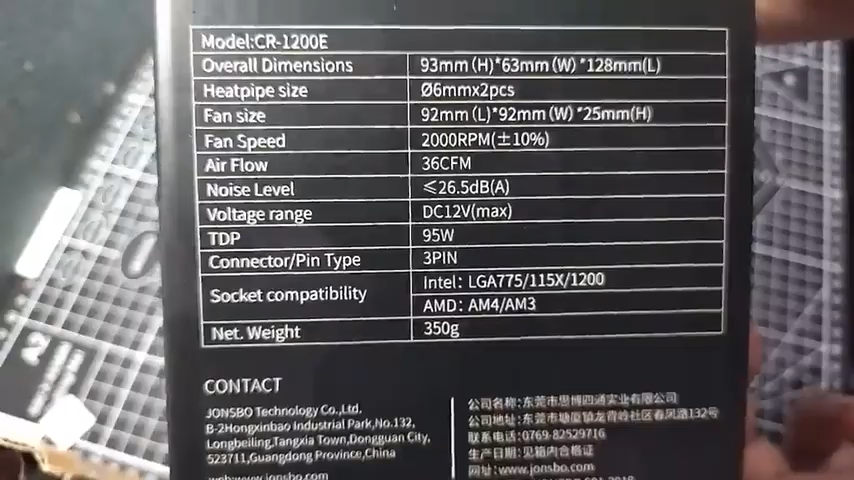 Model:CR-1200E
Overall Dimensions 93mm(H)*63mm(W)*128mm(L)
Heatpipe size Ø6mmx2pcs
Fan size 92mm(L)*92mm(W)*25mm(H)
Fan Speed 2000RPM(±10%)
Air Flow 36CFM
Noise Level ≤26.5dB(A)
Voltage range DC12V(max)
TDP 95W
Connector/Pin Type 3PIN
Socket compatibility Intel: LGA775/115X/1200
AMD: AM4/AM3
Net. Weight 350g
CONTACT
JONSBO Technology Co.,Ltd.
B-2Hongxinbao Industrial Park,No.132,
Longbeiling,Tangxia Town,Dongguan City,
523711,Guangdong Province,China
公司名称:东莞市思博四通实业有限公司
公司地址:东莞市塘厦镇龙背岭社区春风路132号
联系电话:0769-82529716
生产日期:见箱内合格证
网址:www.jonsbo.com